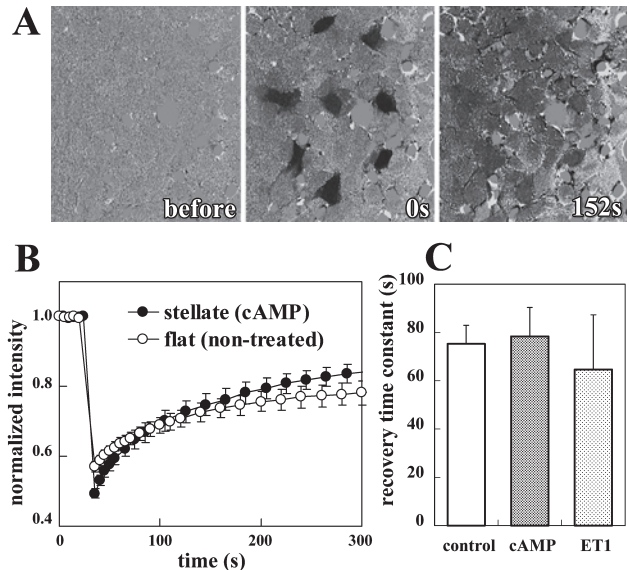 A
before
0s
152s
B
normalized intensity
1.0
0.8
0.6
0.4
stellate (cAMP)
flat (non-treated)
0
100
200
300
time (s)
C
recovery time constant (s)
100
80
60
40
20
0
control
cAMP
ET1